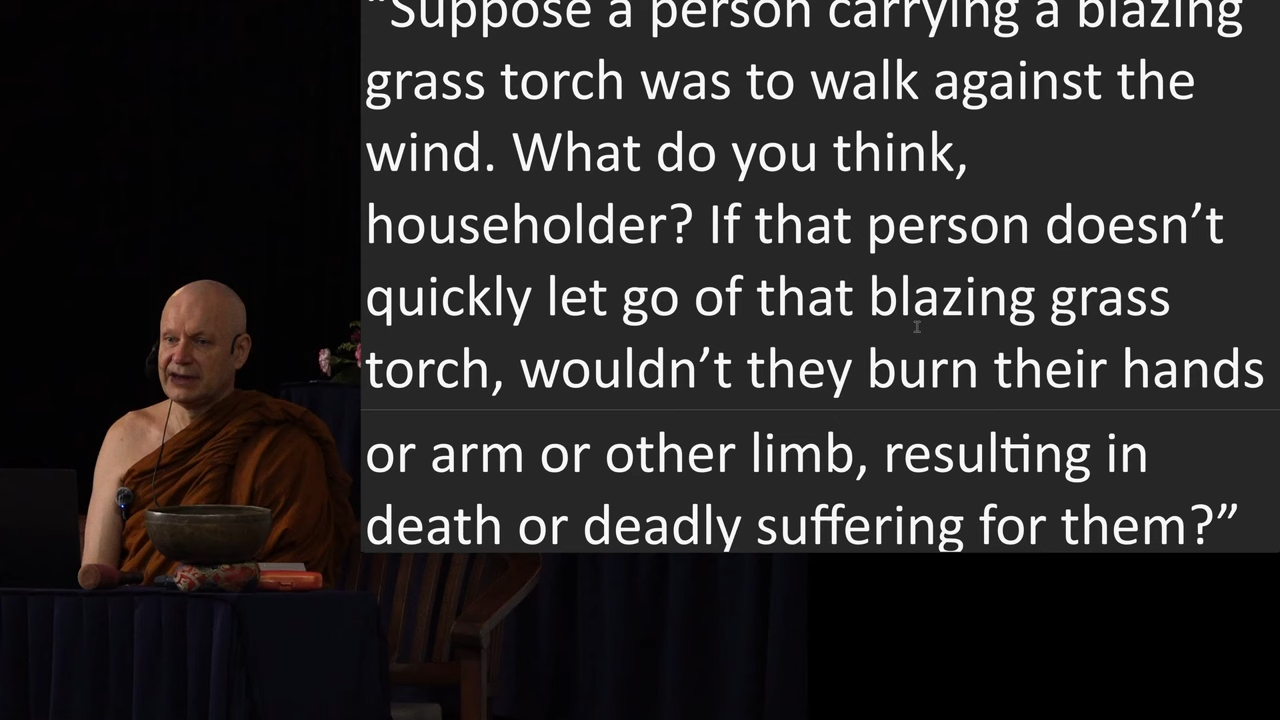 “Suppose a person carrying a blazing
grass torch was to walk against the
wind. What do you think,
householder? If that person doesn’t
quickly let go of that blazing grass
torch, wouldn’t they burn their hands
or arm or other limb, resulting in
death or deadly suffering for them?”